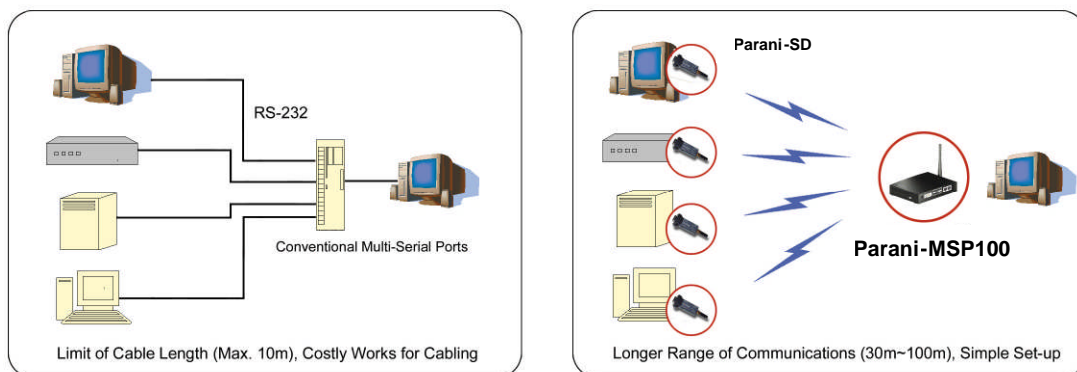 RS-232
Conventional Multi-Serial Ports
Limit of Cable Length (Max. 10m), Costly Works for Cabling
Parani-SD
Parani-MSP100
Longer Range of Communications (30m~100m), Simple Set-up